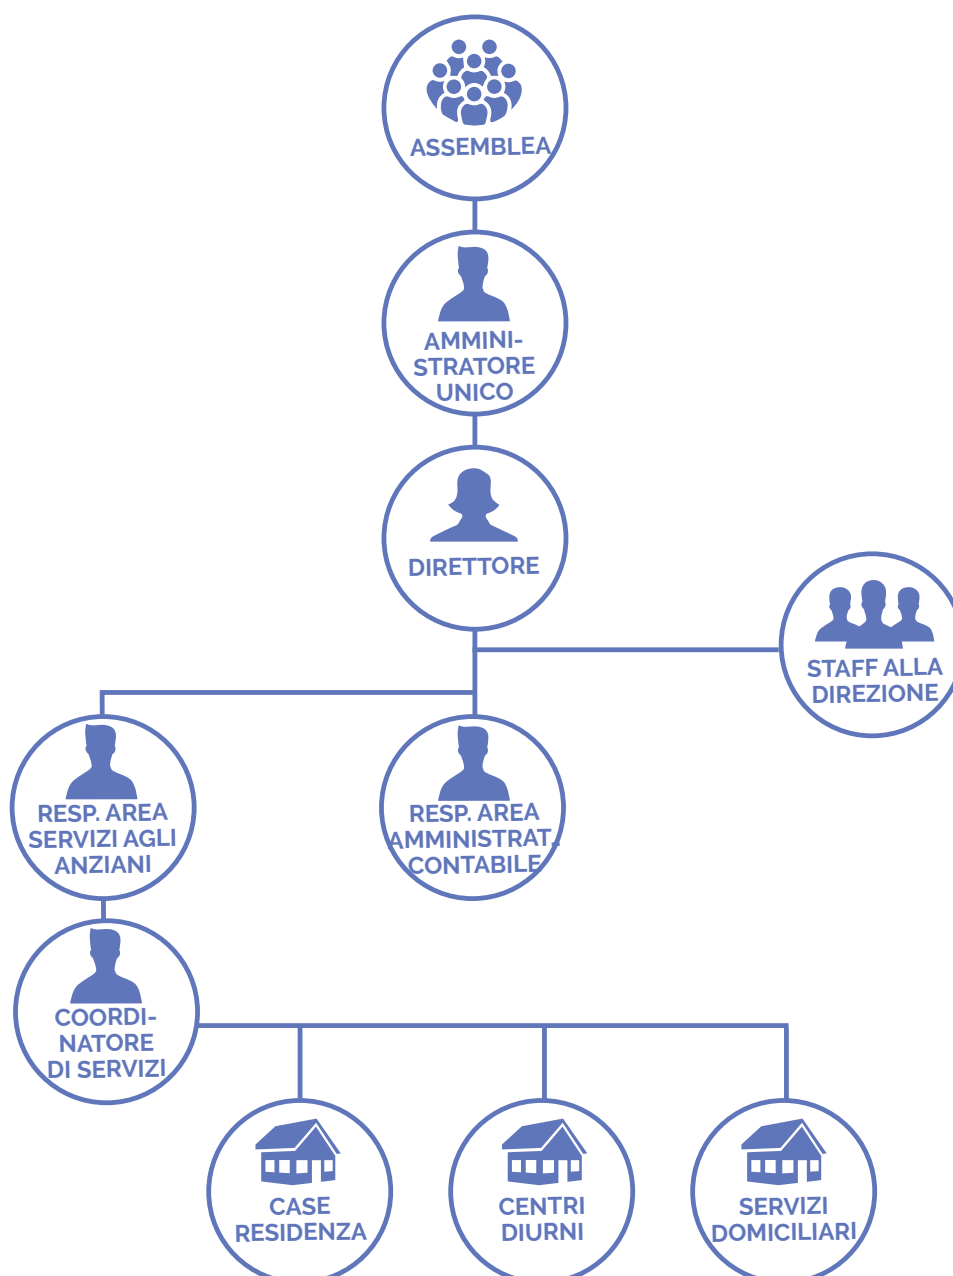 ASSEMBLEA
AMMINI-
STRATORE
UNICO
DIRETTORE
STAFF ALLA
DIREZIONE
RESP. AREA
SERVIZI AGLI
ANZIANI
RESP. AREA
AMMINISTRAT.
CONTABILE
COORDI-
NATORE
DI SERVIZI
CASE
RESIDENZA
CENTRI
DIURNI
SERVIZI
DOMICILIARI